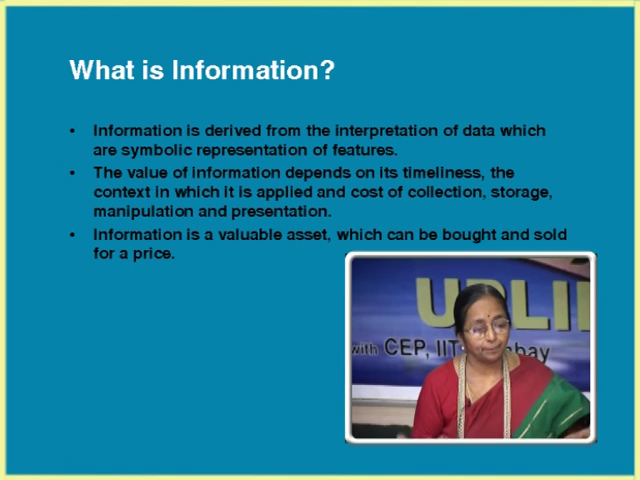 What is Information?
• Information is derived from the interpretation of data which
are symbolic representation of features.
• The value of information depends on its timeliness, the
context in which it is applied and cost of collection, storage,
manipulation and presentation.
• Information is a valuable asset, which can be bought and sold
for a price.
with CEP, IIT